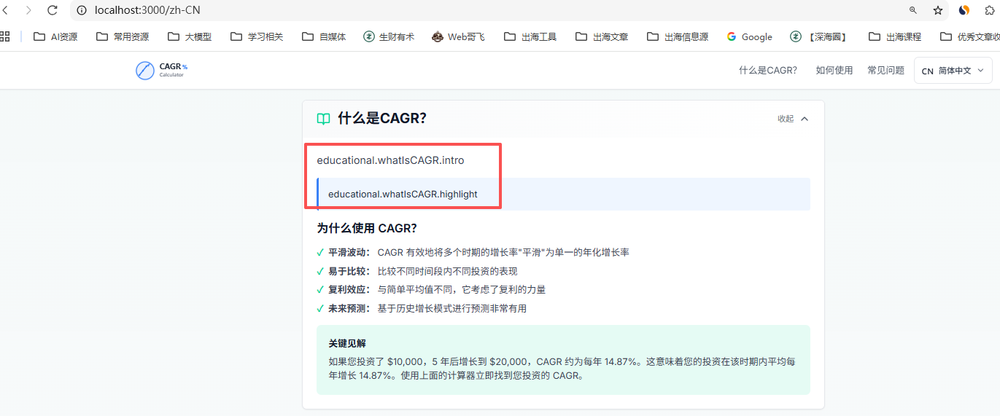 localhost:3000/zh-CN
AI资源 常用资源 大模型 学习相关 自媒体 生财有术 Web哥飞 出海工具 出海文章 出海信息源 Google 【深海圈】 出海课程 优秀文章收
CAGR %
Calculator
什么是CAGR? 如何使用 常见问题 CN 简体中文
什么是CAGR?
收起
educational.whatIsCAGR.intro
educational.whatIsCAGR.highlight
为什么使用 CAGR?
✓ 平滑波动: CAGR 有效地将多个时期的增长率"平滑"为单一的年化增长率
✓ 易于比较: 比较不同时间段内不同投资的表现
✓ 复利效应: 与简单平均值不同，它考虑了复利的力量
✓ 未来预测: 基于历史增长模式进行预测非常有用
关键见解
如果您投资了 $10,000，5 年后增长到 $20,000，CAGR 约为每年 14.87%。这意味着您的投资在该时期内平均每
年增长 14.87%。使用上面的计算器立即找到您投资的 CAGR。